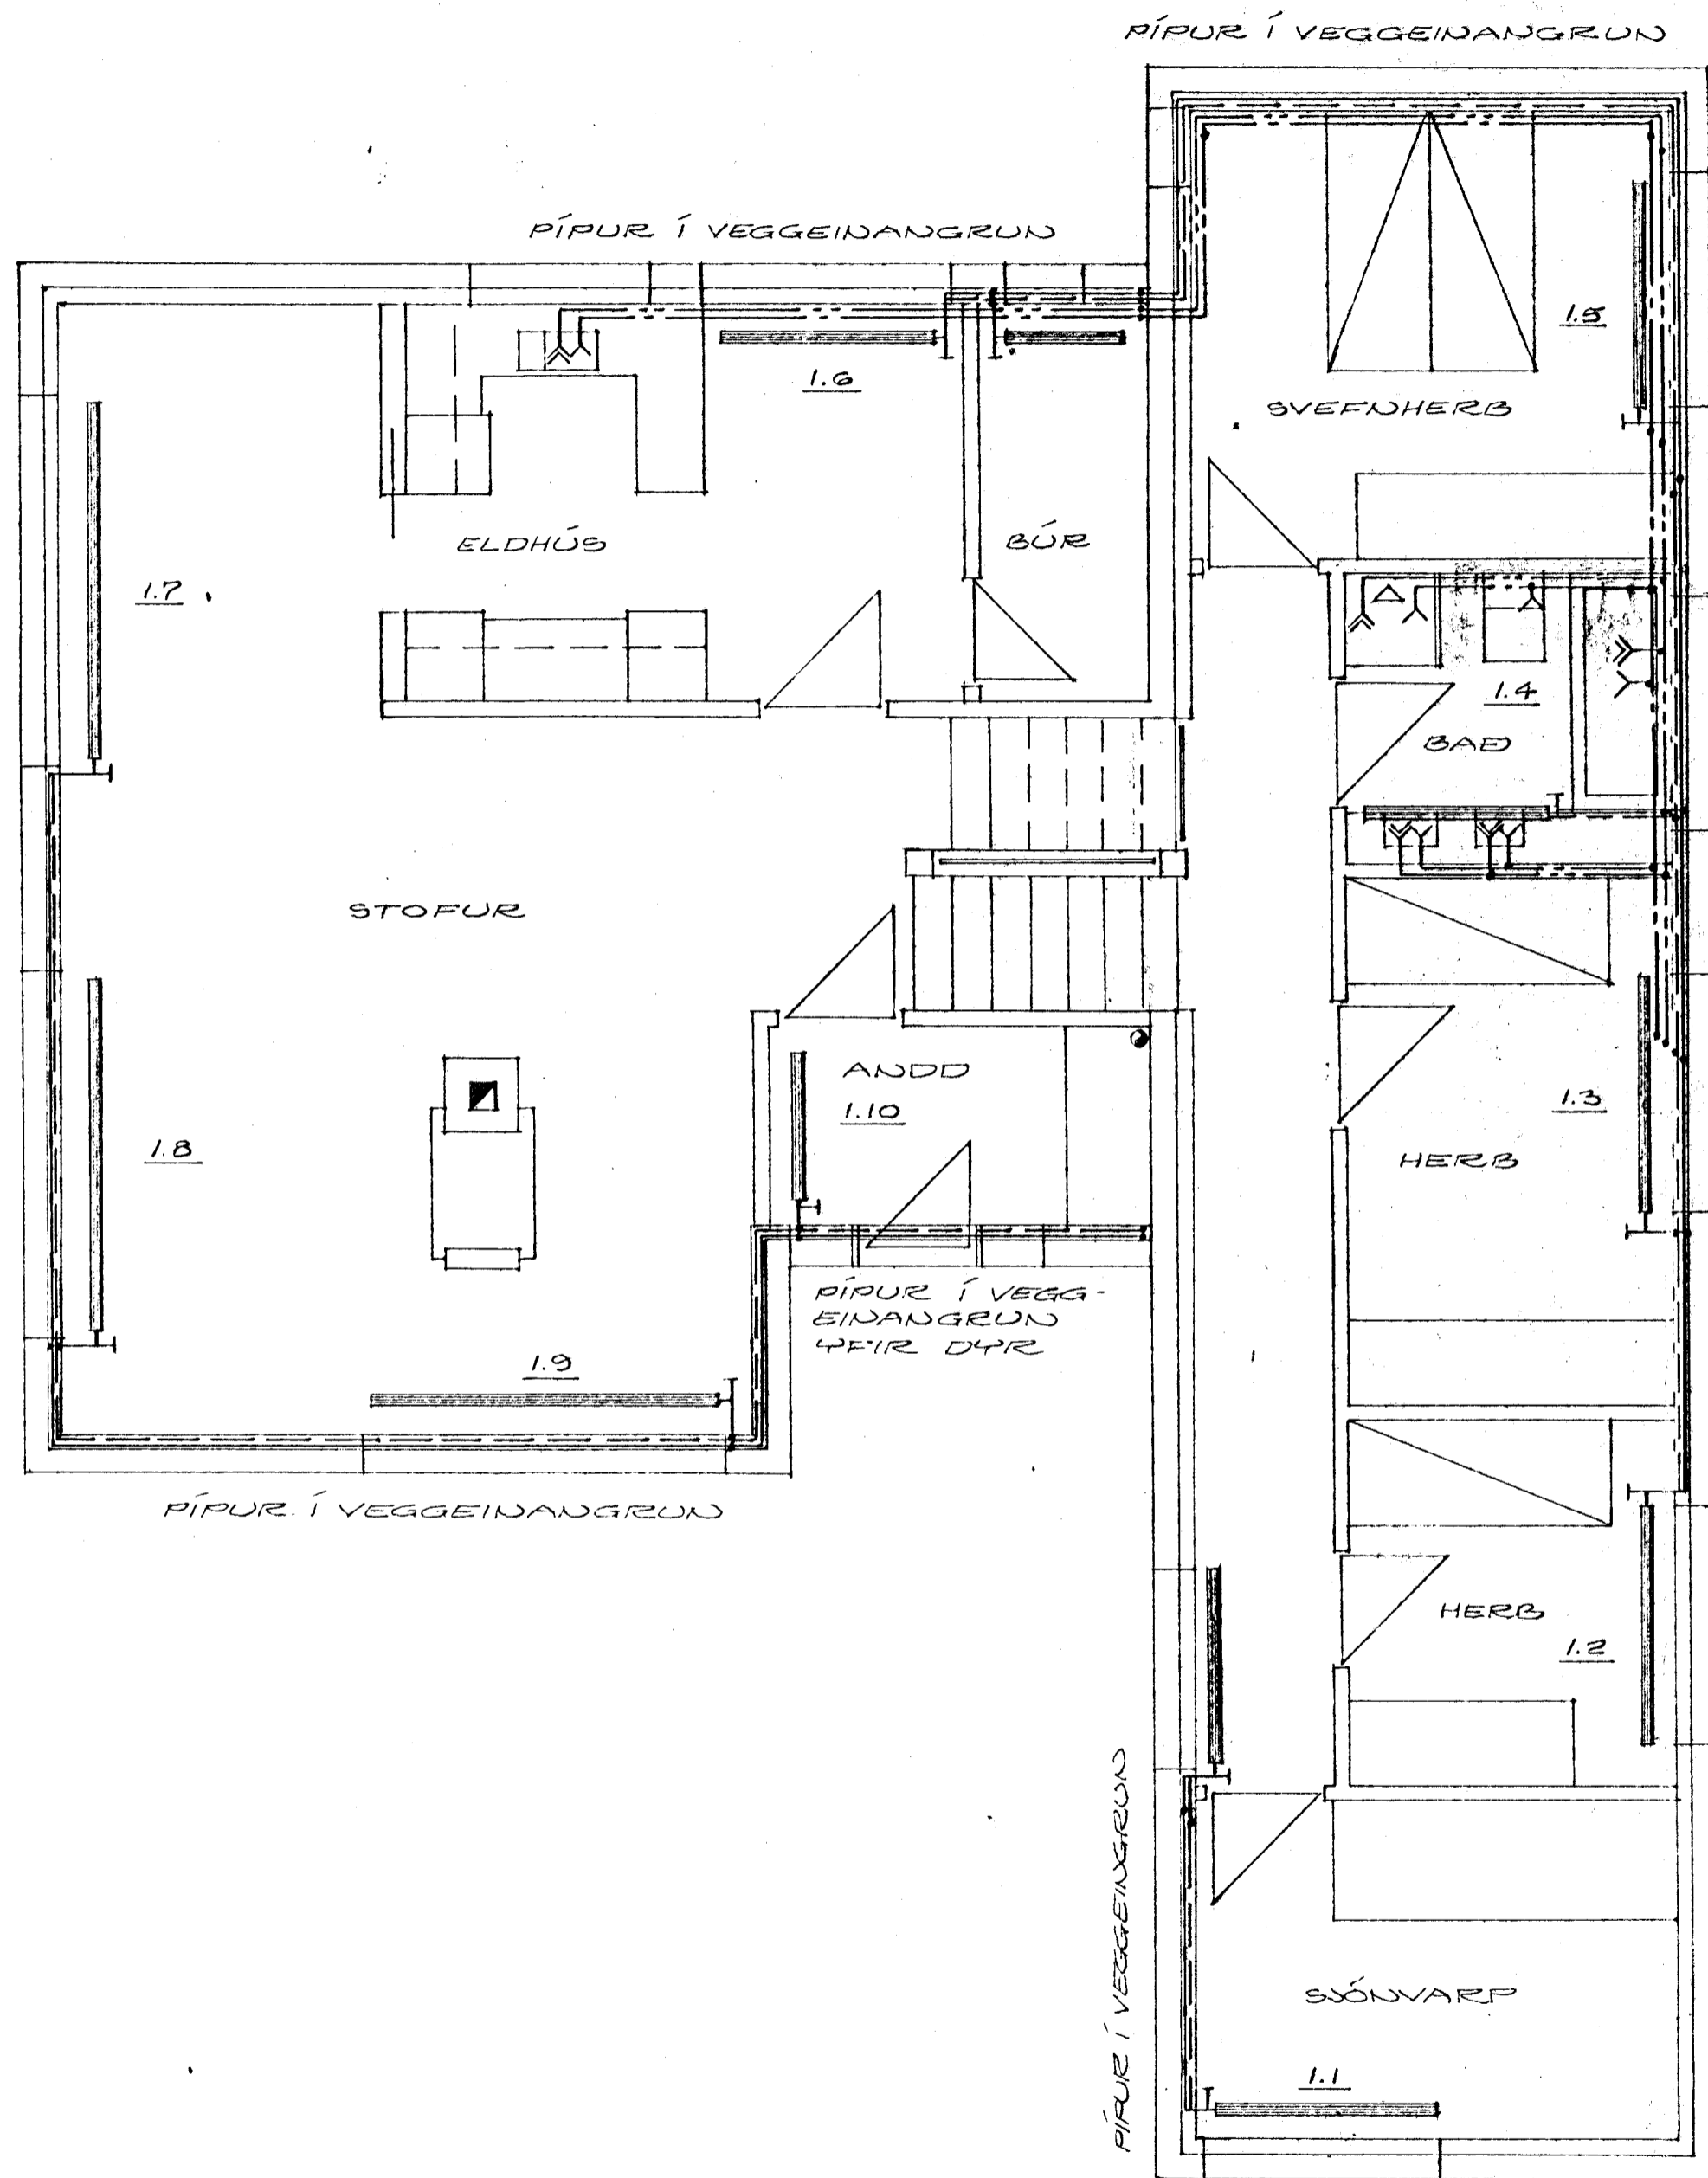 PÍPUR Í VEGGEINANGRUN
PÍPUR Í VEGGEINANGRUN
1.5
1.6
SVEFNHERB
ELDHÚS
BÚR
1.7
1.4
BAÐ
STOFUR
ANDD
1.10
1.3
1.8
HERB
PÍPUR Í VEGG-
EINANGRUN
YFIR DYR
1.9
PÍPUR Í VEGGEINANGRUN
HERB
1.2
PÍPUR Í VEGGEINGRUN
SJÓNVARP
1.1